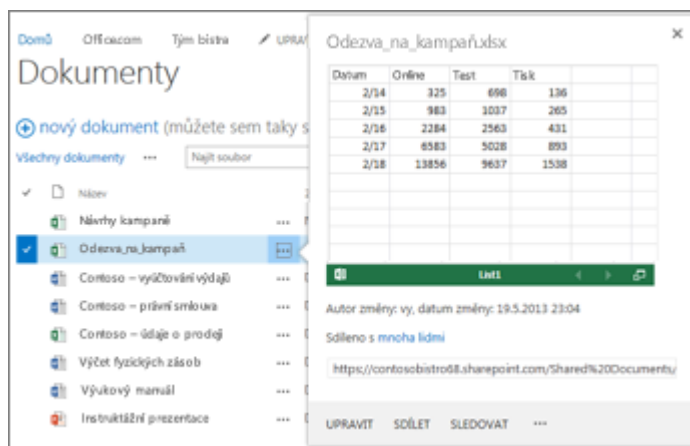 Domů Office.com Tým bistra UPRAV
Dokumenty
nový dokument (můžete sem taky s
Všechny dokumenty ··· Najít soubor
Název
Návrhy kampaně ···
Odezva_na_kampaň ···
Contoso – vyúčtování výdajů ···
Contoso – právní smlouva ···
Contoso – údaje o prodeji ···
Výčet fyzických zásob ···
Výukový manuál ···
Instruktážní prezentace ···
Odezva_na_kampaň.xlsx
Datum Online Test Tisk
2/14 325 698 136
2/15 983 1037 265
2/16 2284 2563 431
2/17 6583 5028 893
2/18 13856 9637 1538
List1
Autor změny: vy, datum změny: 19.5.2013 23:04
Sdíleno s mnoha lidmi
https://contosobistro68.sharepoint.com/Shared%20Documents/
UPRAVIT SDÍLET SLEDOVAT ···